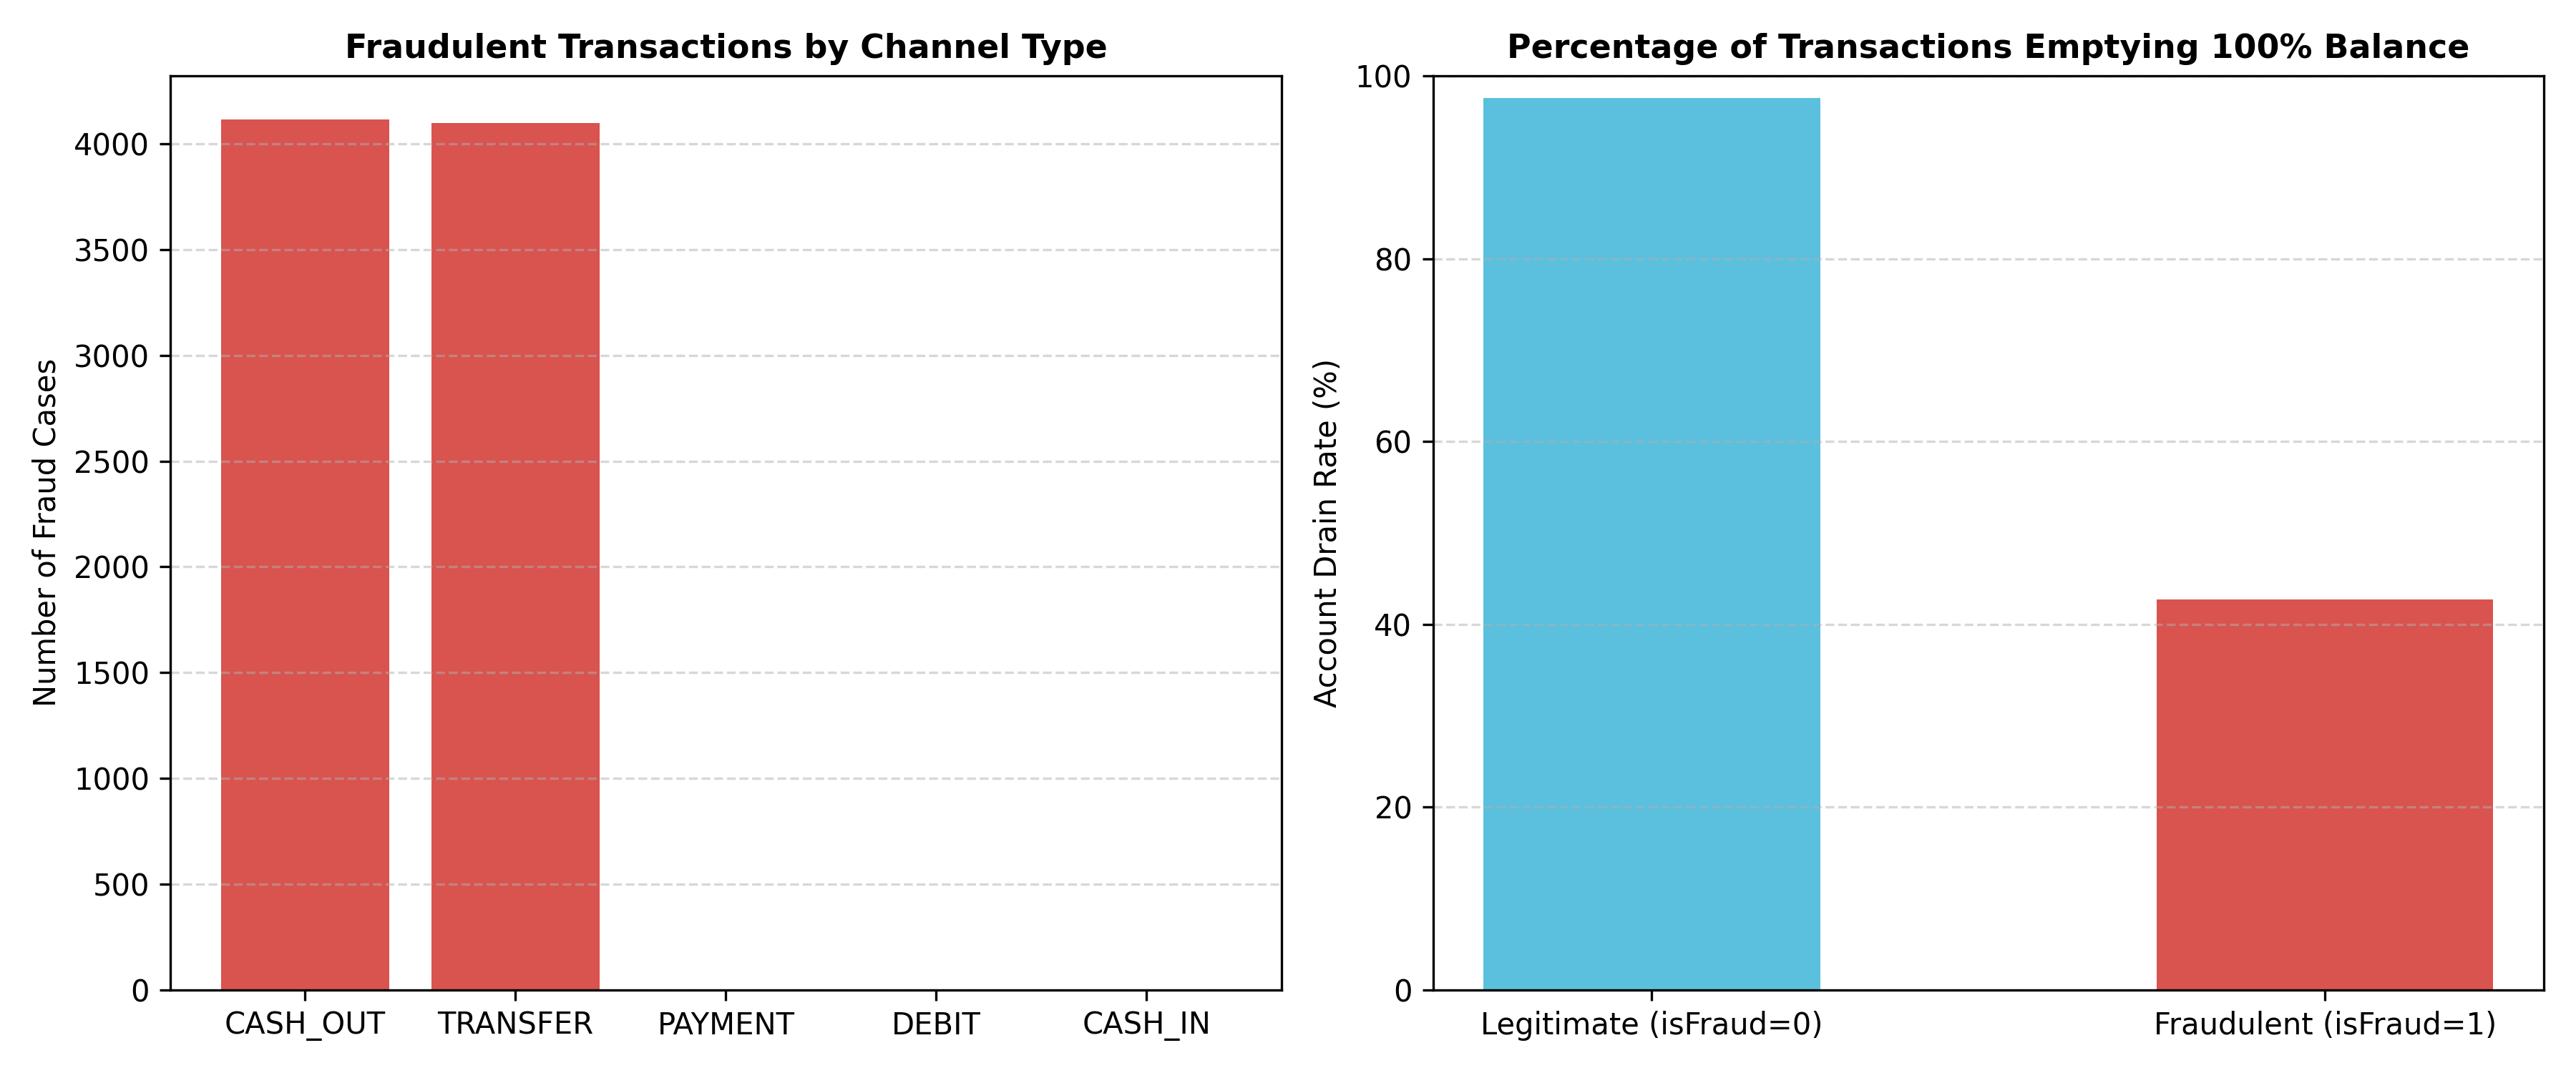 Fraudulent Transactions by Channel Type
Number of Fraud Cases
4000
3500
3000
2500
2000
1500
1000
500
0
CASH_OUT
TRANSFER
PAYMENT
DEBIT
CASH_IN
Percentage of Transactions Emptying 100% Balance
Account Drain Rate (%)
100
80
60
40
20
0
Legitimate (isFraud=0)
Fraudulent (isFraud=1)